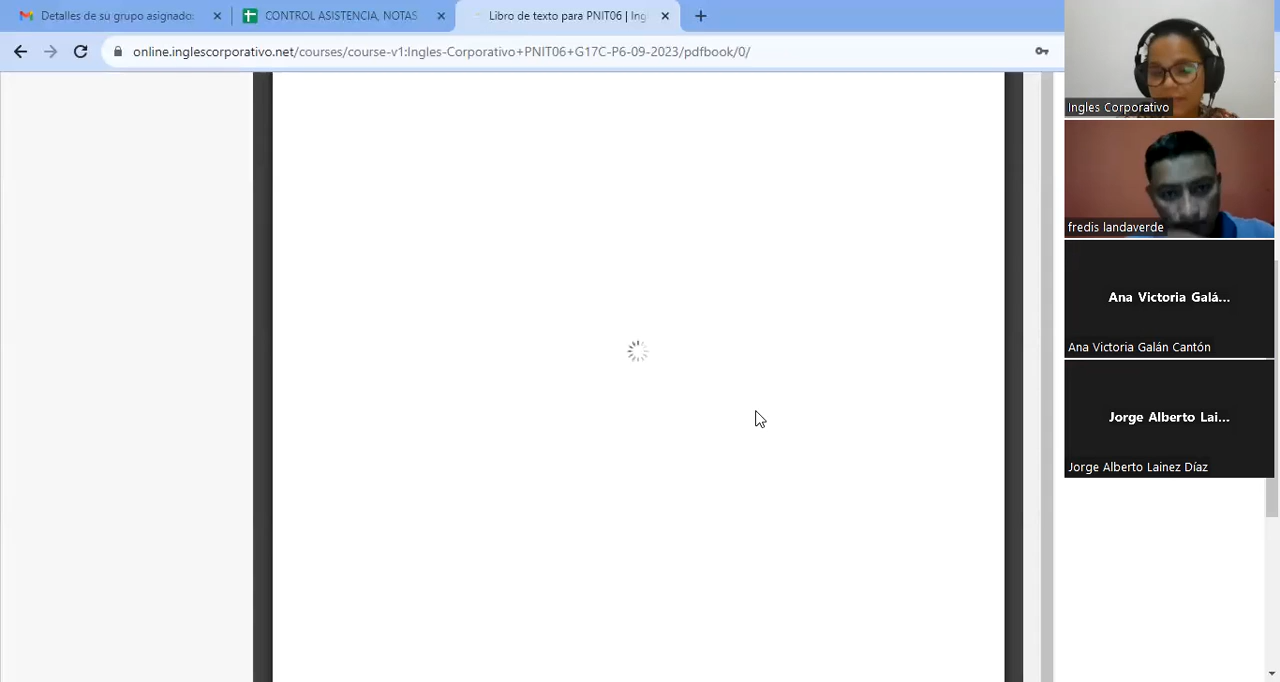 Detalles de su grupo asignado:
CONTROL ASISTENCIA, NOTAS
Libro de texto para PNIT06 | Ing
online.inglescorporativo.net/courses/course-v1:Ingles-Corporativo+PNIT06+G17C-P6-09-2023/pdfbook/0/
Ingles Corporativo
fredis landaverde
Ana Victoria Galá...
Ana Victoria Galán Cantón
Jorge Alberto Lai...
Jorge Alberto Lainez Díaz